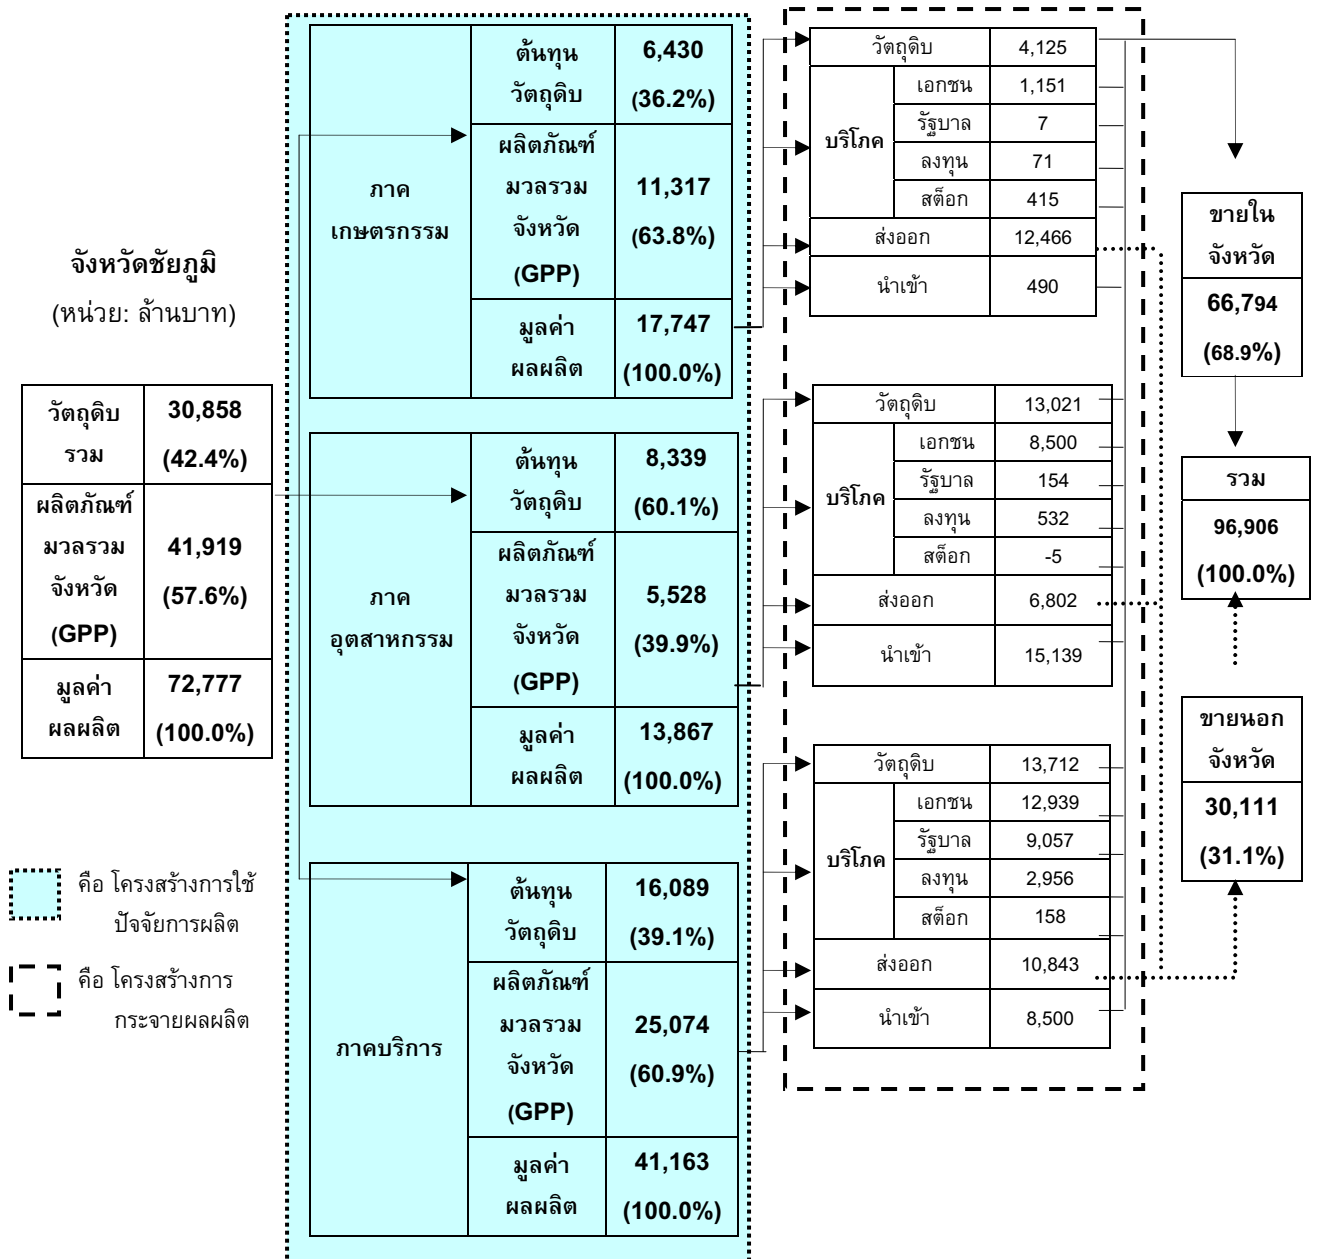 จังหวัดชัยภูมิ
(หน่วย: ล้านบาท)
วัตถุดิบ
รวม
30,858
(42.4%)
ผลิตภัณฑ์
มวลรวม
จังหวัด
(GPP)
41,919
(57.6%)
มูลค่า
ผลผลิต
72,777
(100.0%)
คือ โครงสร้างการใช้
ปัจจัยการผลิต
คือ โครงสร้างการ
กระจายผลผลิต
ภาค
เกษตรกรรม
ต้นทุน
วัตถุดิบ
6,430
(36.2%)
ผลิตภัณฑ์
มวลรวม
จังหวัด
(GPP)
11,317
(63.8%)
มูลค่า
ผลผลิต
17,747
(100.0%)
ภาค
อุตสาหกรรม
ต้นทุน
วัตถุดิบ
8,339
(60.1%)
ผลิตภัณฑ์
มวลรวม
จังหวัด
(GPP)
5,528
(39.9%)
มูลค่า
ผลผลิต
13,867
(100.0%)
ภาคบริการ
ต้นทุน
วัตถุดิบ
16,089
(39.1%)
ผลิตภัณฑ์
มวลรวม
จังหวัด
(GPP)
25,074
(60.9%)
มูลค่า
ผลผลิต
41,163
(100.0%)
วัตถุดิบ 4,125
บริโภค
เอกชน 1,151
รัฐบาล 7
ลงทุน 71
สต็อก 415
ส่งออก 12,466
นำเข้า 490
วัตถุดิบ 13,021
บริโภค
เอกชน 8,500
รัฐบาล 154
ลงทุน 532
สต็อก -5
ส่งออก 6,802
นำเข้า 15,139
วัตถุดิบ 13,712
บริโภค
เอกชน 12,939
รัฐบาล 9,057
ลงทุน 2,956
สต็อก 158
ส่งออก 10,843
นำเข้า 8,500
ขายใน
จังหวัด
66,794
(68.9%)
รวม
96,906
(100.0%)
ขายนอก
จังหวัด
30,111
(31.1%)